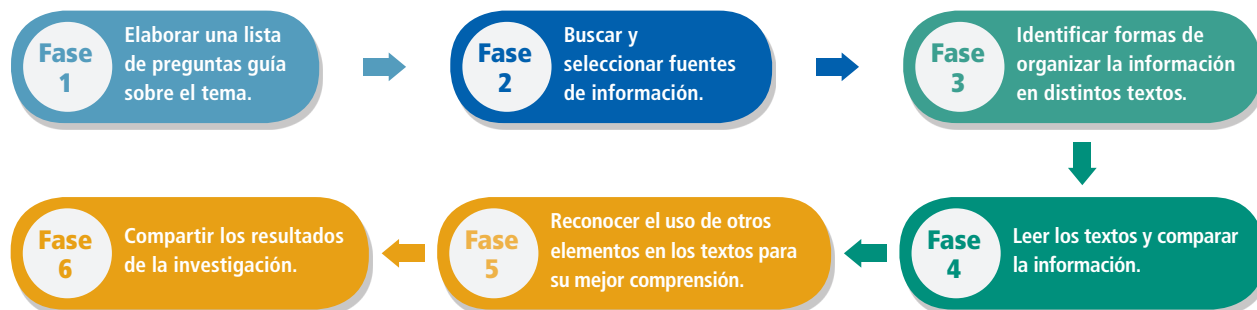 Fase
1
Elaborar una lista
de preguntas guía
sobre el tema.
Fase
2
Buscar y
seleccionar fuentes
de información.
Fase
3
Identificar formas de
organizar la información
en distintos textos.
Fase
4
Leer los textos y comparar
la información.
Fase
5
Reconocer el uso de otros
elementos en los textos para
su mejor comprensión.
Fase
6
Compartir los resultados
de la investigación.